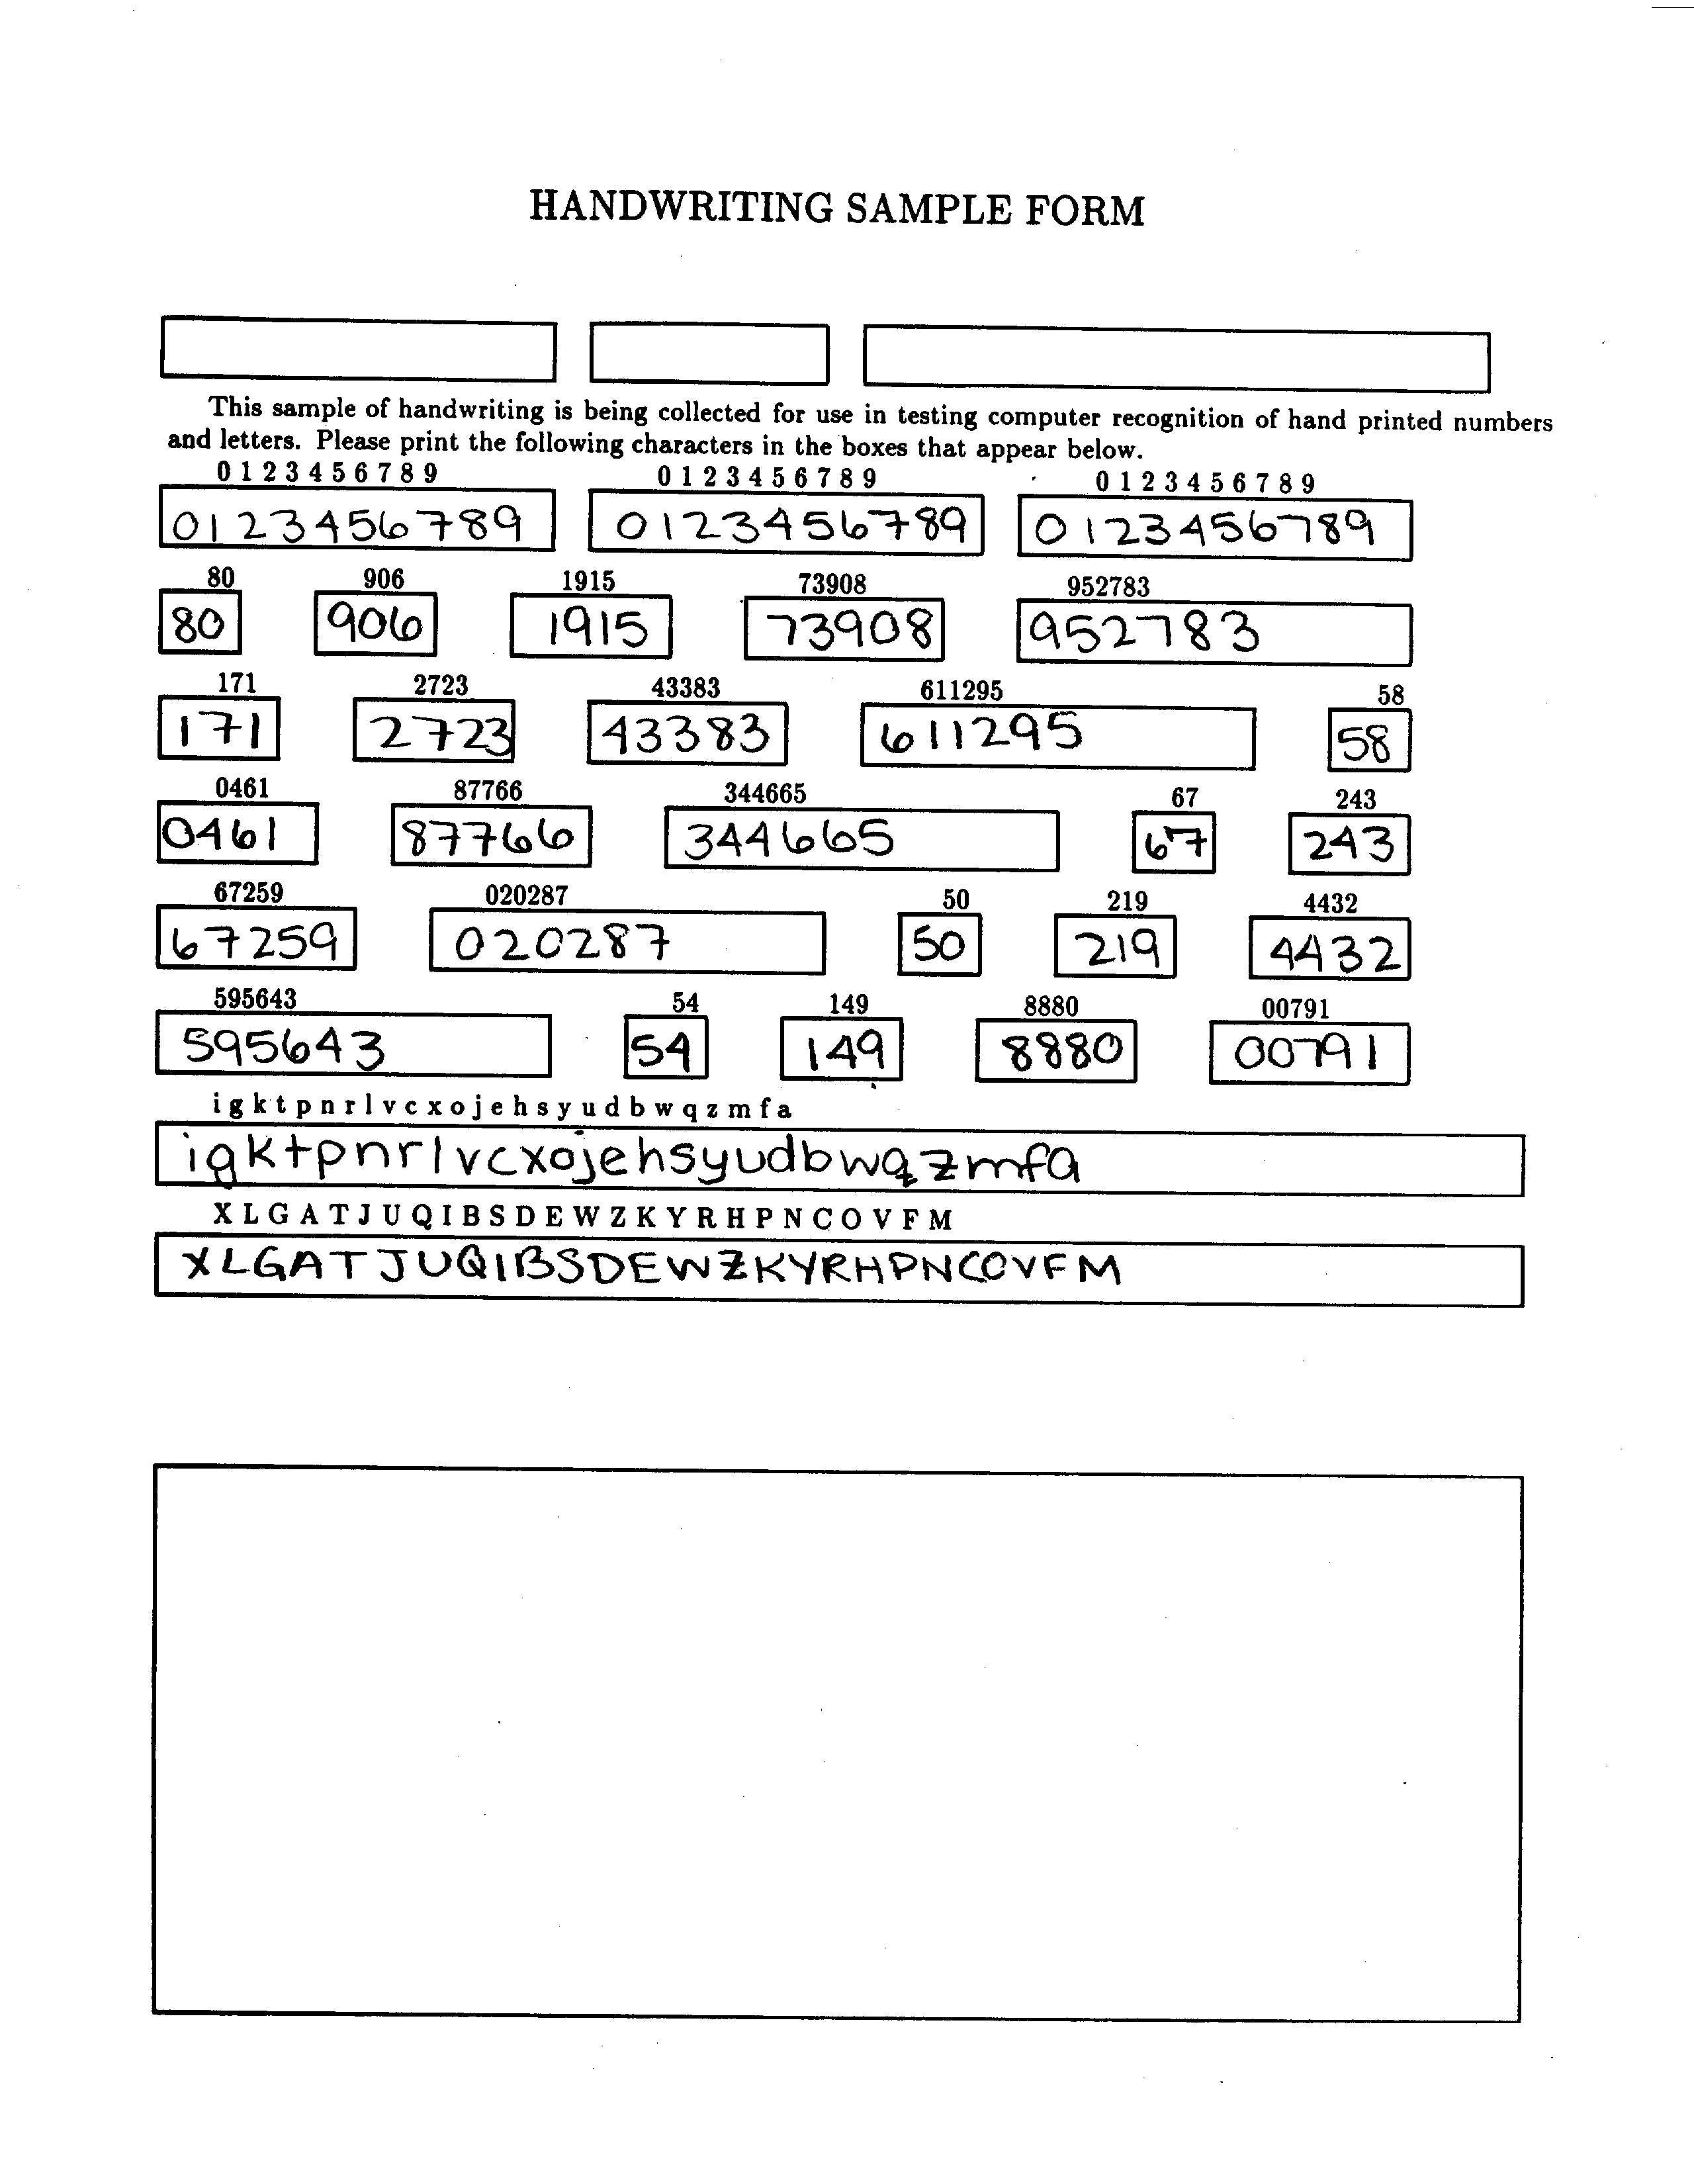 HANDWRITING SAMPLE FORM
This sample of handwriting is being collected for use in testing computer recognition of hand printed numbers
and letters. Please print the following characters in the boxes that appear below.
0 1 2 3 4 5 6 7 8 9 0 1 2 3 4 5 6 7 8 9 0 1 2 3 4 5 6 7 8 9
0123456789 0123456789 0123456789
80 906 1915 73908 952783
80 906 1915 73908 952783
171 2723 43383 611295 58
171 2723 43383 611295 58
0461 87766 344665 67 243
0461 87766 344665 67 243
67259 020287 50 219 4432
67259 020287 50 219 4432
595643 54 149 8880 00791
595643 54 149 8880 00791
i g k t p n r l v c x o j e h s y u d b w q z m f a
igktpnrlvcxojehsyudbwqzmfa
X L G A T J U Q I B S D E W Z K Y R H P N C O V F M
XLGATJUQIBSDEWZKYRHPNCOVFM